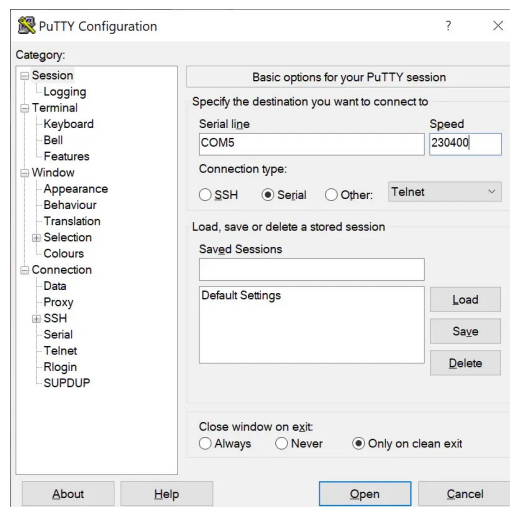 PuTTY Configuration ? ×
Category:
Session
Logging
Terminal
Keyboard
Bell
Features
Window
Appearance
Behaviour
Translation
Selection
Colours
Connection
Data
Proxy
SSH
Serial
Telnet
Rlogin
SUPDUP
Basic options for your PuTTY session
Specify the destination you want to connect to
Serial line Speed
COM5 230400
Connection type:
SSH Serial Other: Telnet
Load, save or delete a stored session
Saved Sessions
Default Settings
Load
Save
Delete
Close window on exit:
Always Never Only on clean exit
About Help Open Cancel